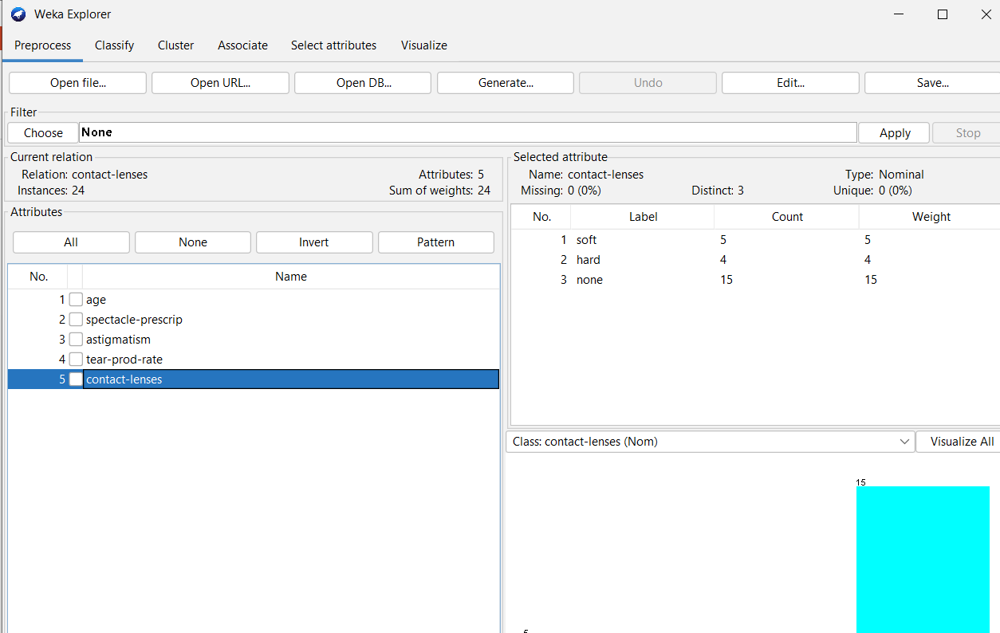 Weka Explorer
Preprocess Classify Cluster Associate Select attributes Visualize
Open file... Open URL... Open DB... Generate... Undo Edit... Save...
Filter
Choose None Apply Stop
Current relation
Relation: contact-lenses Attributes: 5
Instances: 24 Sum of weights: 24
Attributes
All None Invert Pattern
No. Name
1 age
2 spectacle-prescrip
3 astigmatism
4 tear-prod-rate
5 contact-lenses
Selected attribute
Name: contact-lenses Type: Nominal
Missing: 0 (0%) Distinct: 3 Unique: 0 (0%)
No. Label Count Weight
1 soft 5 5
2 hard 4 4
3 none 15 15
Class: contact-lenses (Nom) Visualize All
15